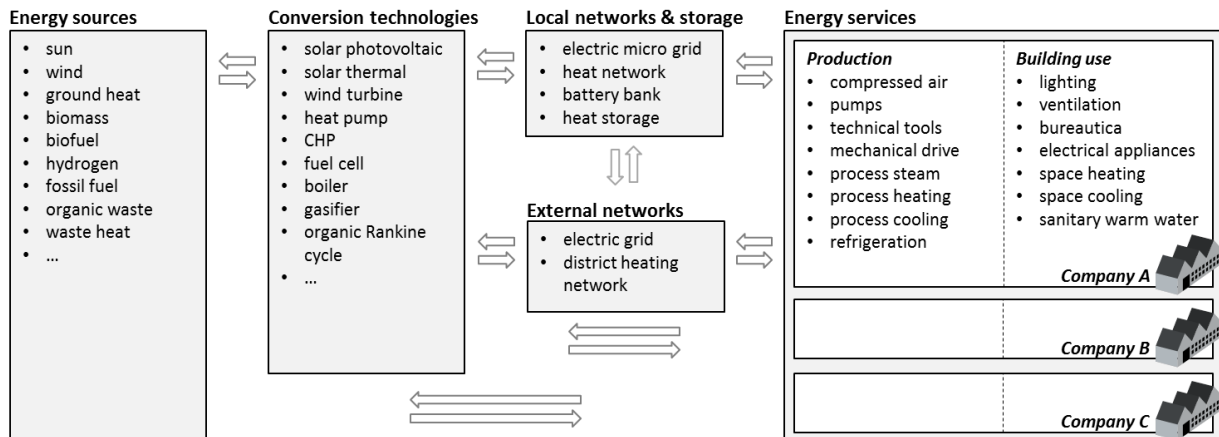 Energy sources
• sun
• wind
• ground heat
• biomass
• biofuel
• hydrogen
• fossil fuel
• organic waste
• waste heat
• ...
Conversion technologies
• solar photovoltaic
• solar thermal
• wind turbine
• heat pump
• CHP
• fuel cell
• boiler
• gasifier
• organic Rankine
cycle
• ...
Local networks & storage
• electric micro grid
• heat network
• battery bank
• heat storage
External networks
• electric grid
• district heating
network
Energy services
Production
• compressed air
• pumps
• technical tools
• mechanical drive
• process steam
• process heating
• process cooling
• refrigeration
Building use
• lighting
• ventilation
• bureautica
• electrical appliances
• space heating
• space cooling
• sanitary warm water
Company A
Company B
Company C